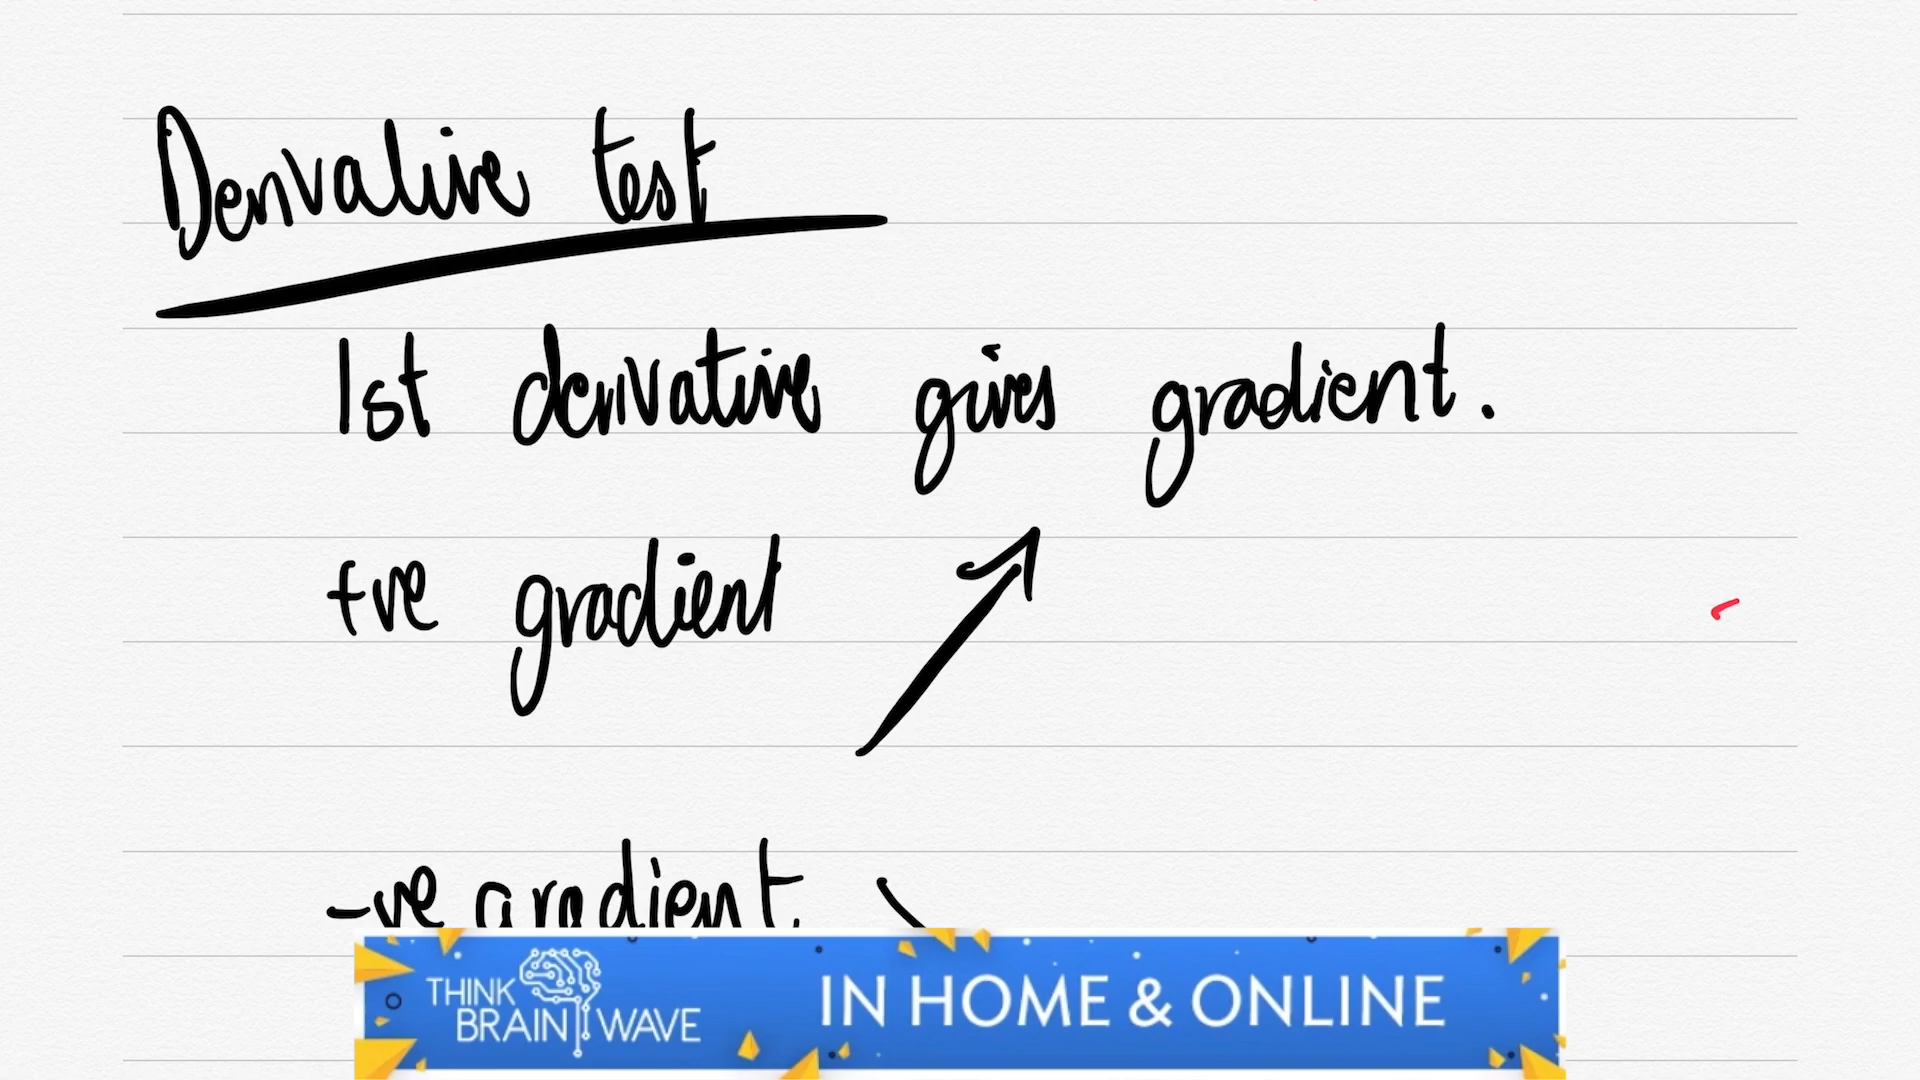 Derivative test
1st derivative gives gradient.
+ve gradient
-ve gradient.
THINK
BRAIN WAVE
IN HOME & ONLINE